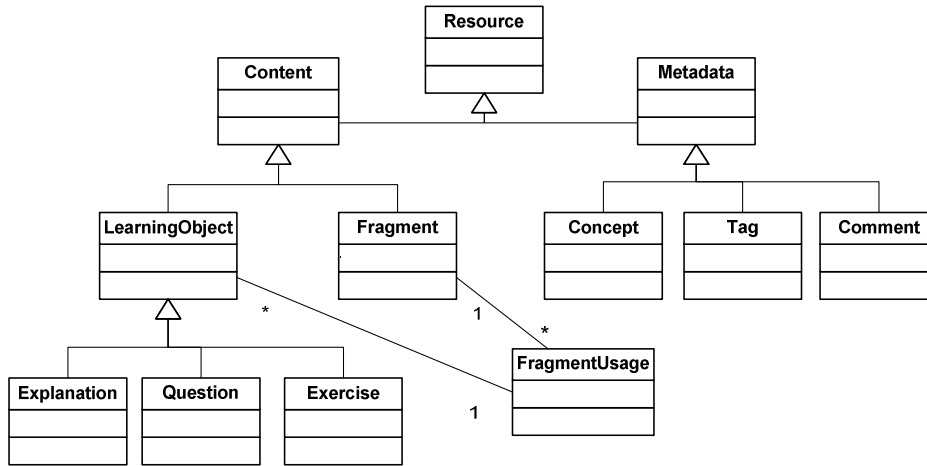 Resource
Content
Metadata
LearningObject
Fragment
Concept
Tag
Comment
*
1
*
FragmentUsage
Explanation
Question
Exercise
1